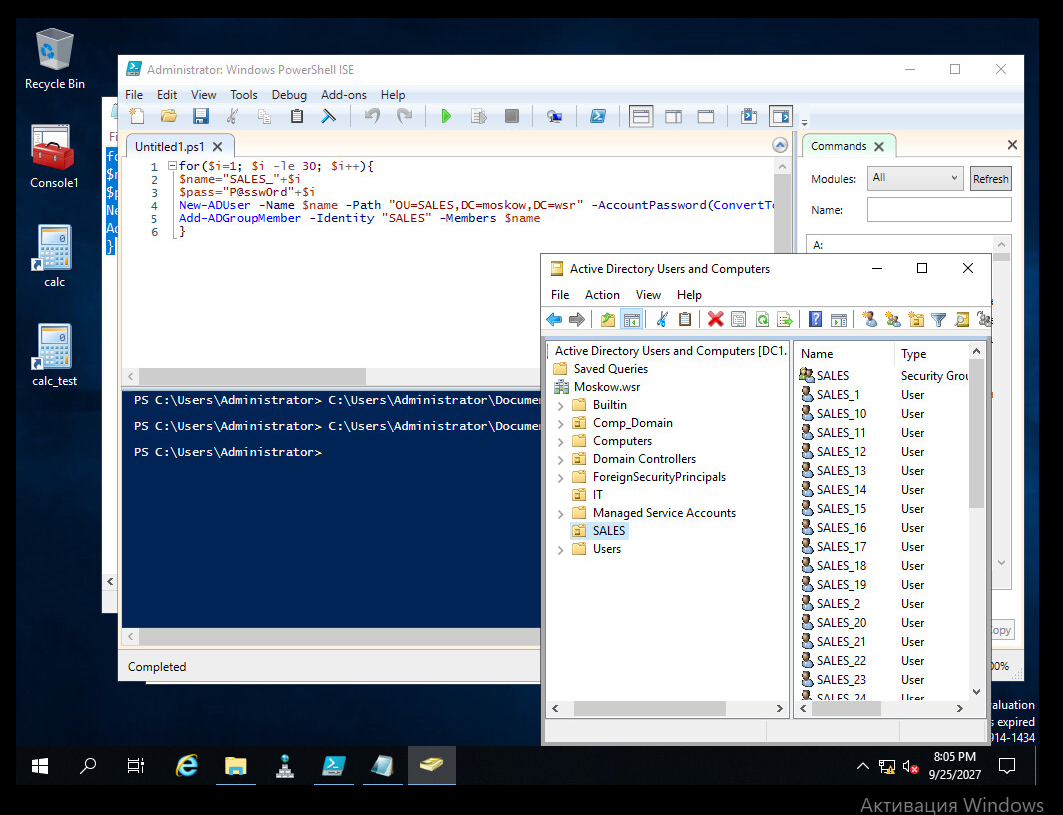 Recycle Bin
Console1
calc
calc_test
Administrator: Windows PowerShell ISE
File Edit View Tools Debug Add-ons Help
Untitled1.ps1
1 for($i=1; $i -le 30; $i++){
2 $name="SALES_"+$i
3 $pass="P@ssw0rd"+$i
4 New-ADUser -Name $name -Path "OU=SALES,DC=moskow,DC=wsr" -AccountPassword(ConvertTo
5 Add-ADGroupMember -Identity "SALES" -Members $name
6 }
PS C:\Users\Administrator> C:\Users\Administrator\Docume
PS C:\Users\Administrator> C:\Users\Administrator\Docume
PS C:\Users\Administrator>
Completed
Commands
Modules: All Refresh
Name:
A:
opy
00%
Active Directory Users and Computers
File Action View Help
Active Directory Users and Computers [DC1.
Saved Queries
Moskow.wsr
Builtin
Comp_Domain
Computers
Domain Controllers
ForeignSecurityPrincipals
IT
Managed Service Accounts
SALES
Users
Name Type
SALES Security Grou
SALES_1 User
SALES_10 User
SALES_11 User
SALES_12 User
SALES_13 User
SALES_14 User
SALES_15 User
SALES_16 User
SALES_17 User
SALES_18 User
SALES_19 User
SALES_2 User
SALES_20 User
SALES_21 User
SALES_22 User
SALES_23 User
SALES_24 User
aluation
s expired
914-1434
8:05 PM
9/25/2027
Активация Windows